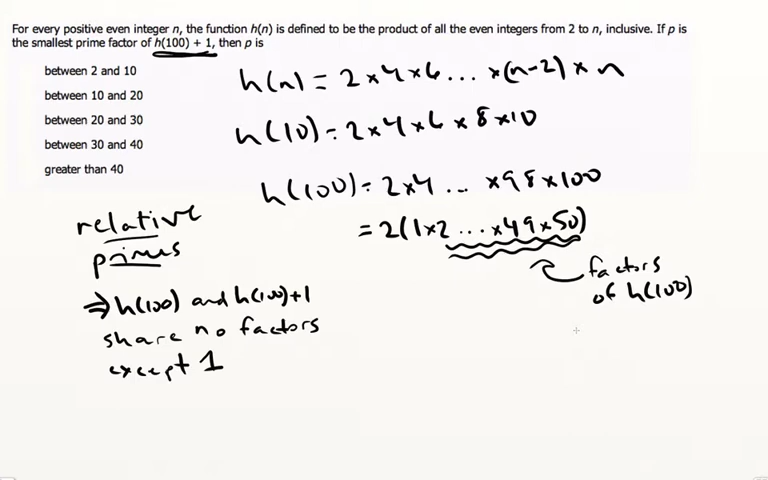 For every positive even integer n, the function h(n) is defined to be the product of all the even integers from 2 to n, inclusive. If p is
the smallest prime factor of h(100) + 1, then p is
between 2 and 10
between 10 and 20
between 20 and 30
between 30 and 40
greater than 40
h(n) = 2×4×6... ×(n-2)×n
h(10) = 2×4×6×8×10
h(100) = 2×4 ... ×98×100
= 2(1×2 ...×49×50)
factors
of h(100)
relative
primes
⇒ h(100) and h(100)+1
share no factors
except 1